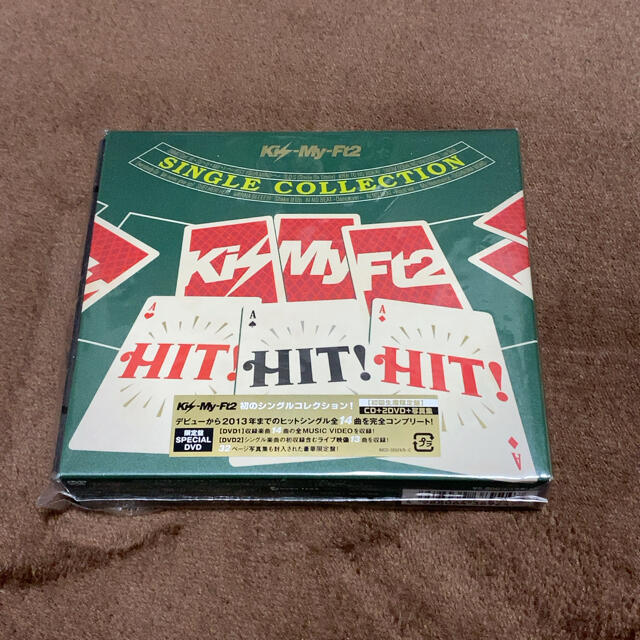 Kis-My-Ft2
SINGLE COLLECTION
Kis My Ft2
A A A
HIT! HIT! HIT!
Kis-My-Ft2 初のシングルコレクション!
【初回生産限定盤】
CD+2DVD+写真集
デビューから2013年までのヒットシングル全14曲を完全コンプリート!
限定盤
SPECIAL
DVD
【DVD1】収録楽曲14曲の全MUSIC VIDEOを収録!
【DVD2】シングル楽曲の初収録含むライブ映像13曲を収録!
32ページ写真集も封入された豪華限定盤!
プラ